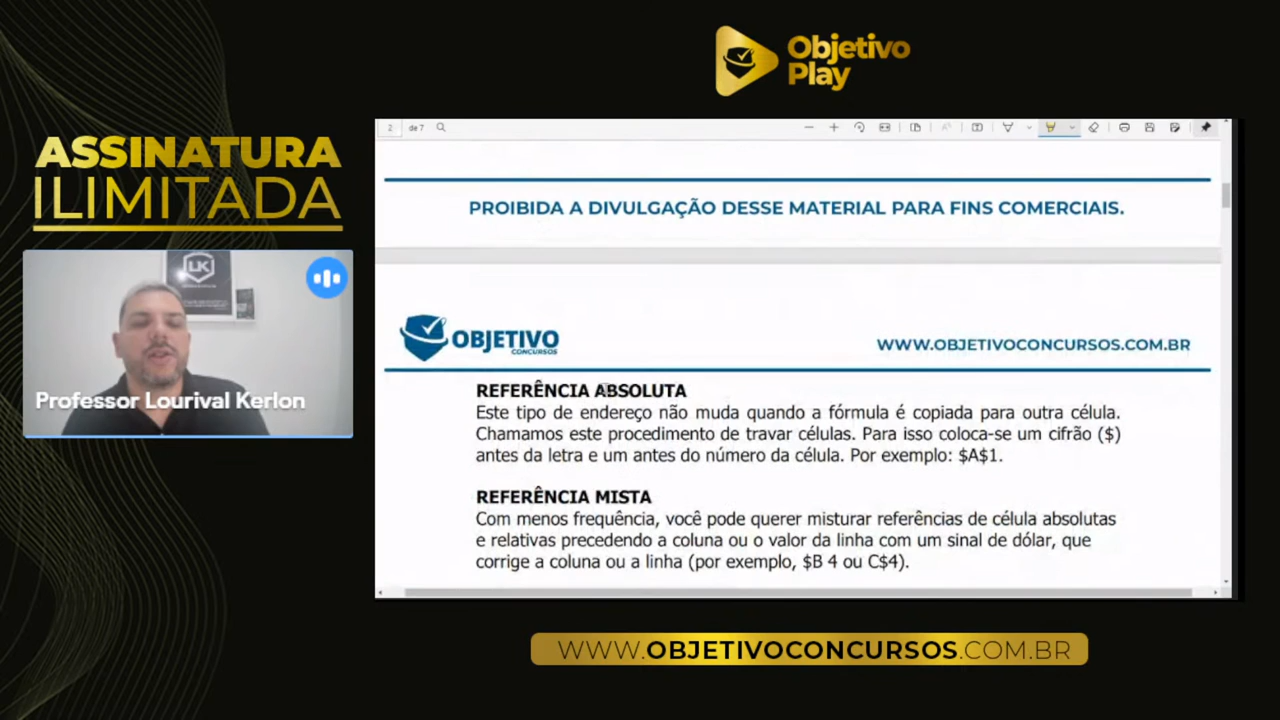 Objetivo
Play
ASSINATURA
ILIMITADA
LK
Professor Lourival Kerlon
2 de 7
PROIBIDA A DIVULGAÇÃO DESSE MATERIAL PARA FINS COMERCIAIS.
OBJETIVO
CONCURSOS
WWW.OBJETIVOCONCURSOS.COM.BR
REFERÊNCIA ABSOLUTA
Este tipo de endereço não muda quando a fórmula é copiada para outra célula.
Chamamos este procedimento de travar células. Para isso coloca-se um cifrão ($)
antes da letra e um antes do número da célula. Por exemplo: $A$1.
REFERÊNCIA MISTA
Com menos frequência, você pode querer misturar referências de célula absolutas
e relativas precedendo a coluna ou o valor da linha com um sinal de dólar, que
corrige a coluna ou a linha (por exemplo, $B 4 ou C$4).
WWW.OBJETIVOCONCURSOS.COM.BR